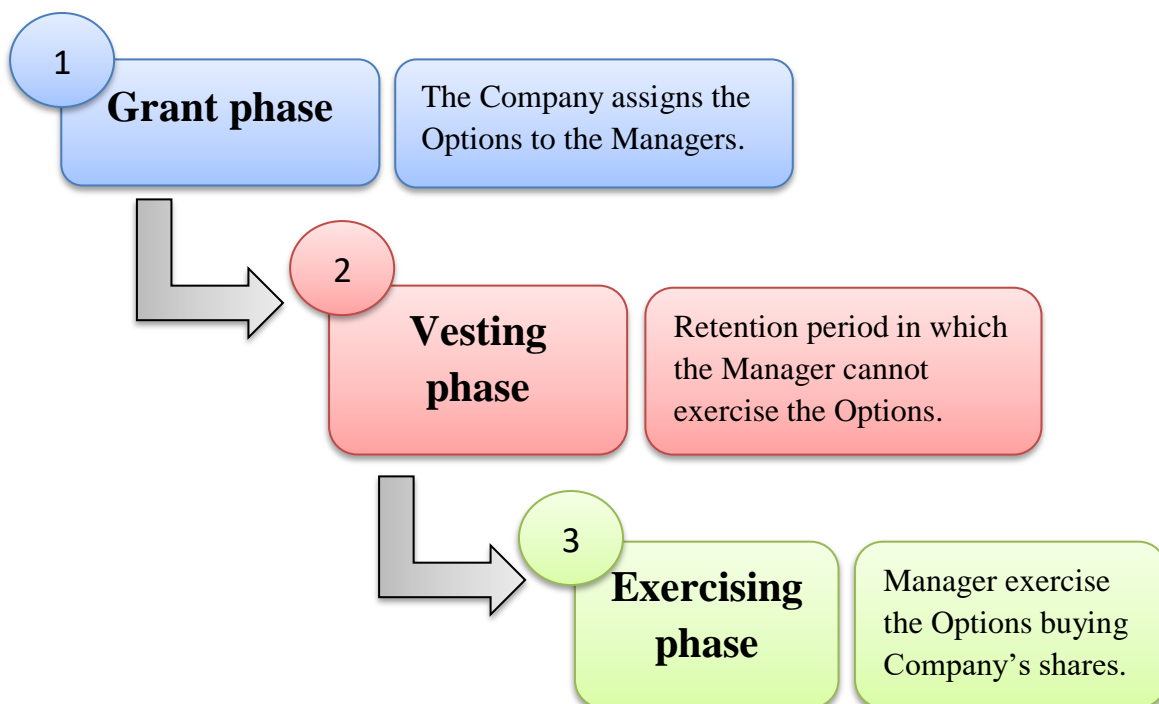 1
Grant phase
The Company assigns the
Options to the Managers.
2
Vesting
phase
Retention period in which
the Manager cannot
exercise the Options.
3
Exercising
phase
Manager exercise
the Options buying
Company’s shares.